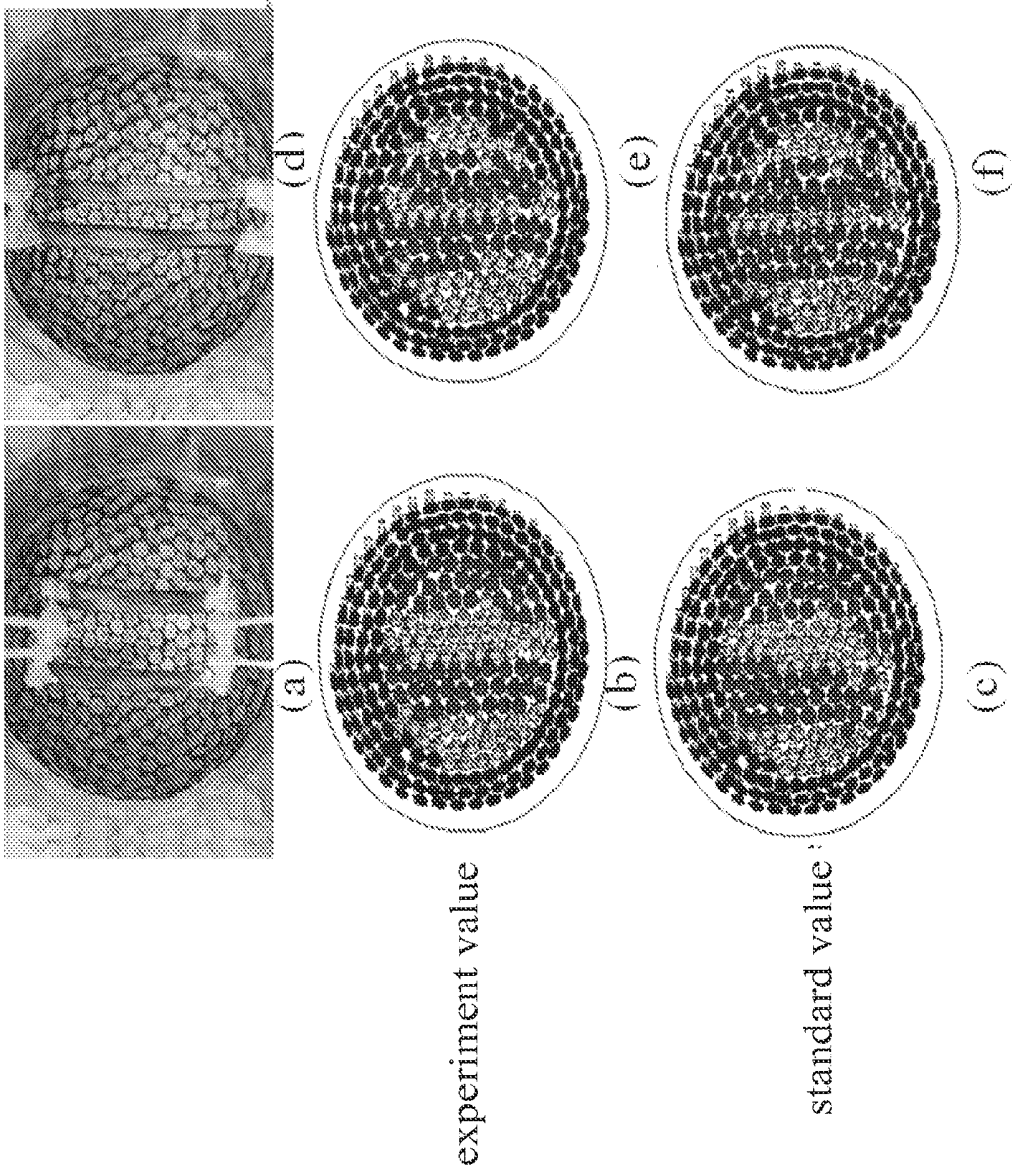 (a)
(d)
experiment value
(b)
(e)
standard value
(c)
(f)